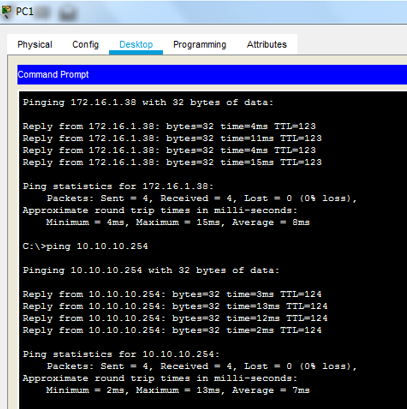 PC1
Physical Config Desktop Programming Attributes
Command Prompt
Pinging 172.16.1.38 with 32 bytes of data:
Reply from 172.16.1.38: bytes=32 time=4ms TTL=123
Reply from 172.16.1.38: bytes=32 time=11ms TTL=123
Reply from 172.16.1.38: bytes=32 time=4ms TTL=123
Reply from 172.16.1.38: bytes=32 time=15ms TTL=123
Ping statistics for 172.16.1.38:
Packets: Sent = 4, Received = 4, Lost = 0 (0% loss),
Approximate round trip times in milli-seconds:
Minimum = 4ms, Maximum = 15ms, Average = 8ms
C:\>ping 10.10.10.254
Pinging 10.10.10.254 with 32 bytes of data:
Reply from 10.10.10.254: bytes=32 time=3ms TTL=124
Reply from 10.10.10.254: bytes=32 time=13ms TTL=124
Reply from 10.10.10.254: bytes=32 time=12ms TTL=124
Reply from 10.10.10.254: bytes=32 time=2ms TTL=124
Ping statistics for 10.10.10.254:
Packets: Sent = 4, Received = 4, Lost = 0 (0% loss),
Approximate round trip times in milli-seconds:
Minimum = 2ms, Maximum = 13ms, Average = 7ms